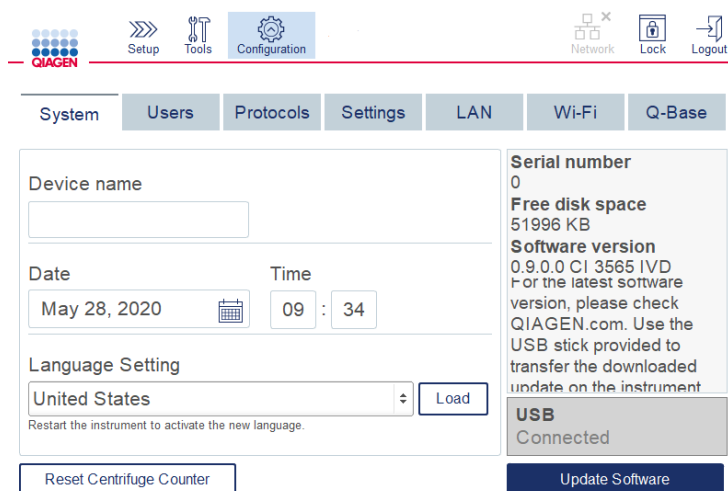 QIAGEN
Setup
Tools
Configuration
Network
Lock
Logout
System
Users
Protocols
Settings
LAN
Wi-Fi
Q-Base
Device name
Date
Time
May 28, 2020
09 : 34
Language Setting
United States
Load
Restart the instrument to activate the new language.
Reset Centrifuge Counter
Serial number
0
Free disk space
51996 KB
Software version
0.9.0.0 CI 3565 IVD
For the latest software
version, please check
QIAGEN.com. Use the
USB stick provided to
transfer the downloaded
update on the instrument
USB
Connected
Update Software